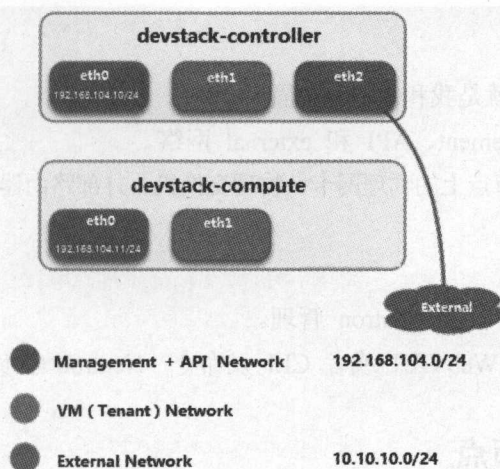 devstack-controller
eth0 eth1 eth2
192.168.104.10/24
devstack-compute
eth0 eth1
192.168.104.11/24
External
Management + API Network 192.168.104.0/24
VM ( Tenant ) Network
External Network 10.10.10.0/24